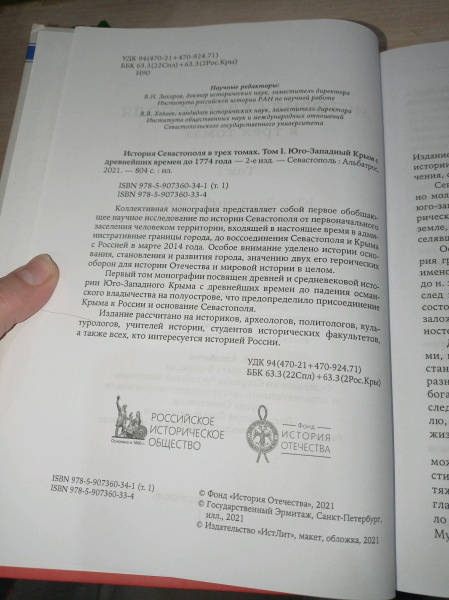 УДК 94(470-21+470-924.71)
ББК 63.3(22Спл)+63.3(2Рос.Кры)
И90
Научные редакторы:
В.Н. Захаров, доктор исторических наук, заместитель директора
Института российской истории РАН по научной работе
В.В. Хапаев, кандидат исторических наук, заместитель директора
Института общественных наук и международных отношений
Севастопольского государственного университета
История Севастополя в трех томах. Том I. Юго-Западный Крым с
древнейших времен до 1774 года — 2-е изд. — Севастополь : Альбатрос,
2021. — 804 с. : ил.
ISBN 978-5-907360-34-1 (т. 1)
ISBN 978-5-907360-33-4
Коллективная монография представляет собой первое обобщаю-
щее научное исследование по истории Севастополя от первоначального
заселения человеком территории, входящей в настоящее время в адми-
нистративные границы города, до воссоединения Севастополя и Крыма
с Россией в марте 2014 года. Особое внимание уделено истории осно-
вания, становления и развития города, значению двух его героических
оборон для истории Отечества и мировой истории в целом.
Первый том монографии посвящен древней и средневековой исто-
рии Юго-Западного Крыма с древнейших времен до падения осман-
ского владычества на полуострове, что предопределило присоединение
Крыма к России и основание Севастополя.
Издание рассчитано на историков, археологов, политологов, куль-
турологов, учителей истории, студентов исторических факультетов,
а также всех, кто интересуется историей России.
УДК 94(470-21+470-924.71)
ББК 63.3(22Спл)+63.3(2Рос.Кры)
РОССИЙСКОЕ
ИСТОРИЧЕСКОЕ
ОБЩЕСТВО
Фонд
ИСТОРИЯ
ОТЕЧЕСТВА
ISBN 978-5-907360-34-1 (т. 1)
ISBN 978-5-907360-33-4
© Фонд «История Отечества», 2021
© Государственный Эрмитаж, Санкт-Петербург,
илл., 2021
© Издательство «ИстЛит», макет, обложка, 2021